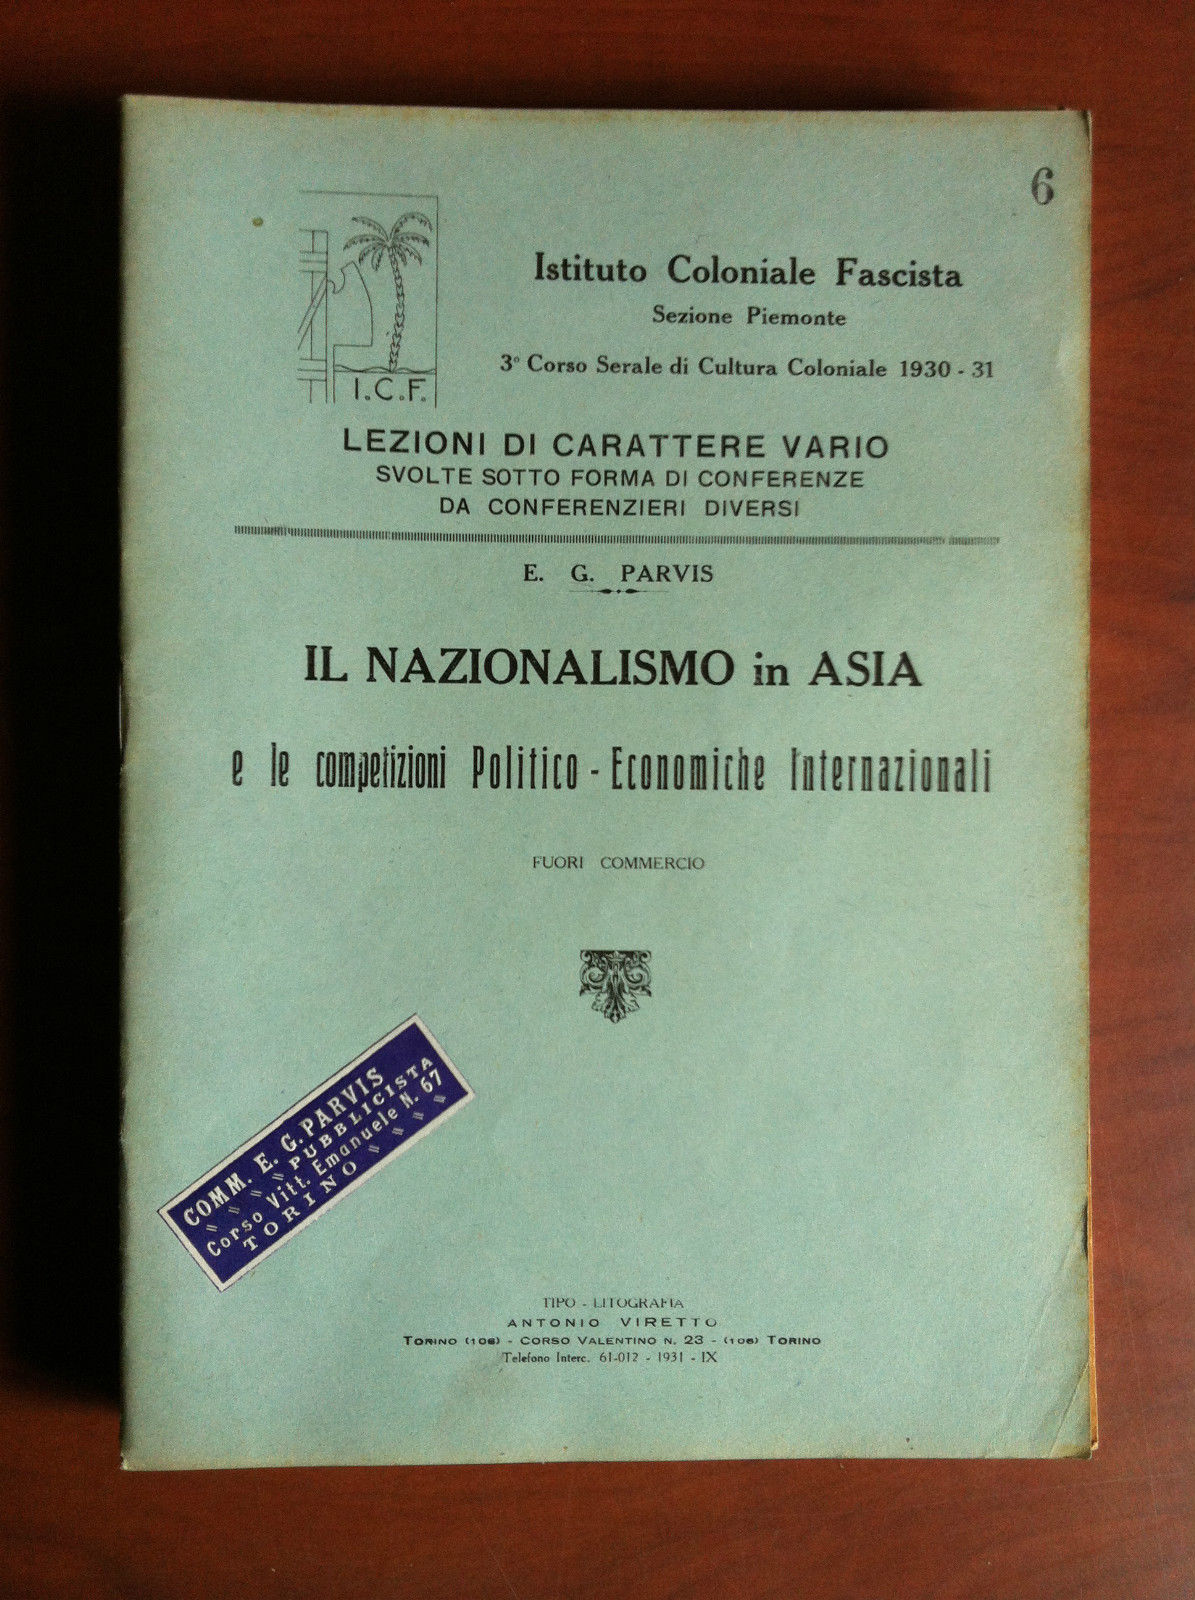 6
I.C.F.
Istituto Coloniale Fascista
Sezione Piemonte
3° Corso Serale di Cultura Coloniale 1930 - 31
LEZIONI DI CARATTERE VARIO
SVOLTE SOTTO FORMA DI CONFERENZE
DA CONFERENZIERI DIVERSI
E. G. PARVIS
IL NAZIONALISMO in ASIA
e le competizioni Politico - Economiche Internazionali
FUORI COMMERCIO
COMM. E. G. PARVIS
PUBBLICISTA
Corso Vitt. Emanuele N. 67
TORINO
TIPO - LITOGRAFIA
ANTONIO VIRETTO
TORINO (106) - CORSO VALENTINO N. 23 - (106) TORINO
Telefono Interc. 61-012 - 1931 - IX